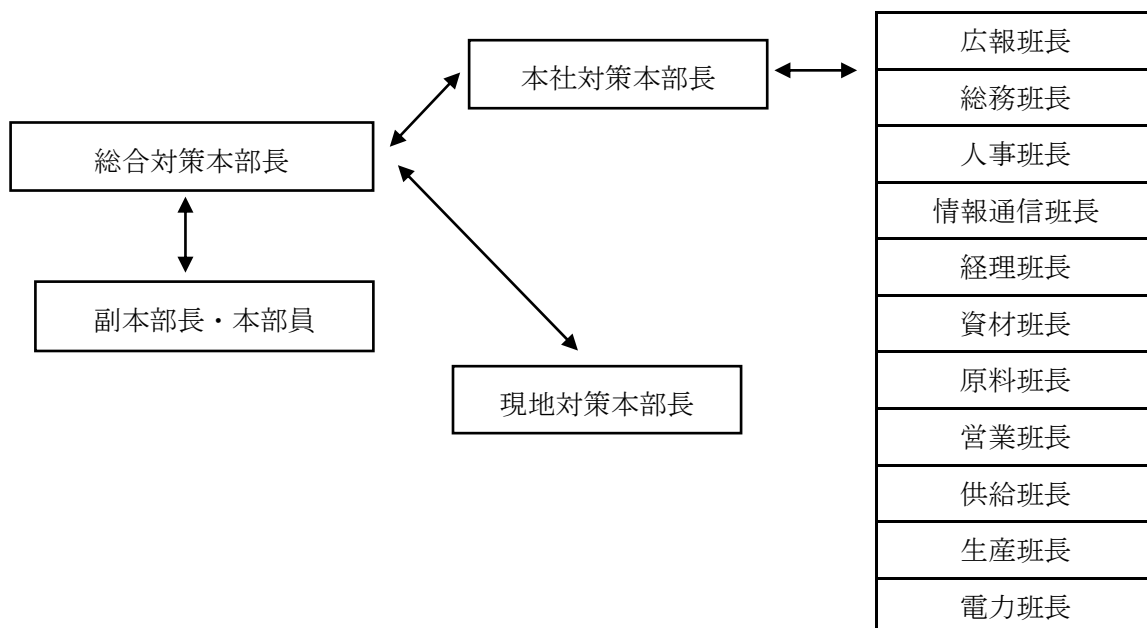 総合対策本部長
副本部長・本部員
本社対策本部長
現地対策本部長
広報班長
総務班長
人事班長
情報通信班長
経理班長
資材班長
原料班長
営業班長
供給班長
生産班長
電力班長